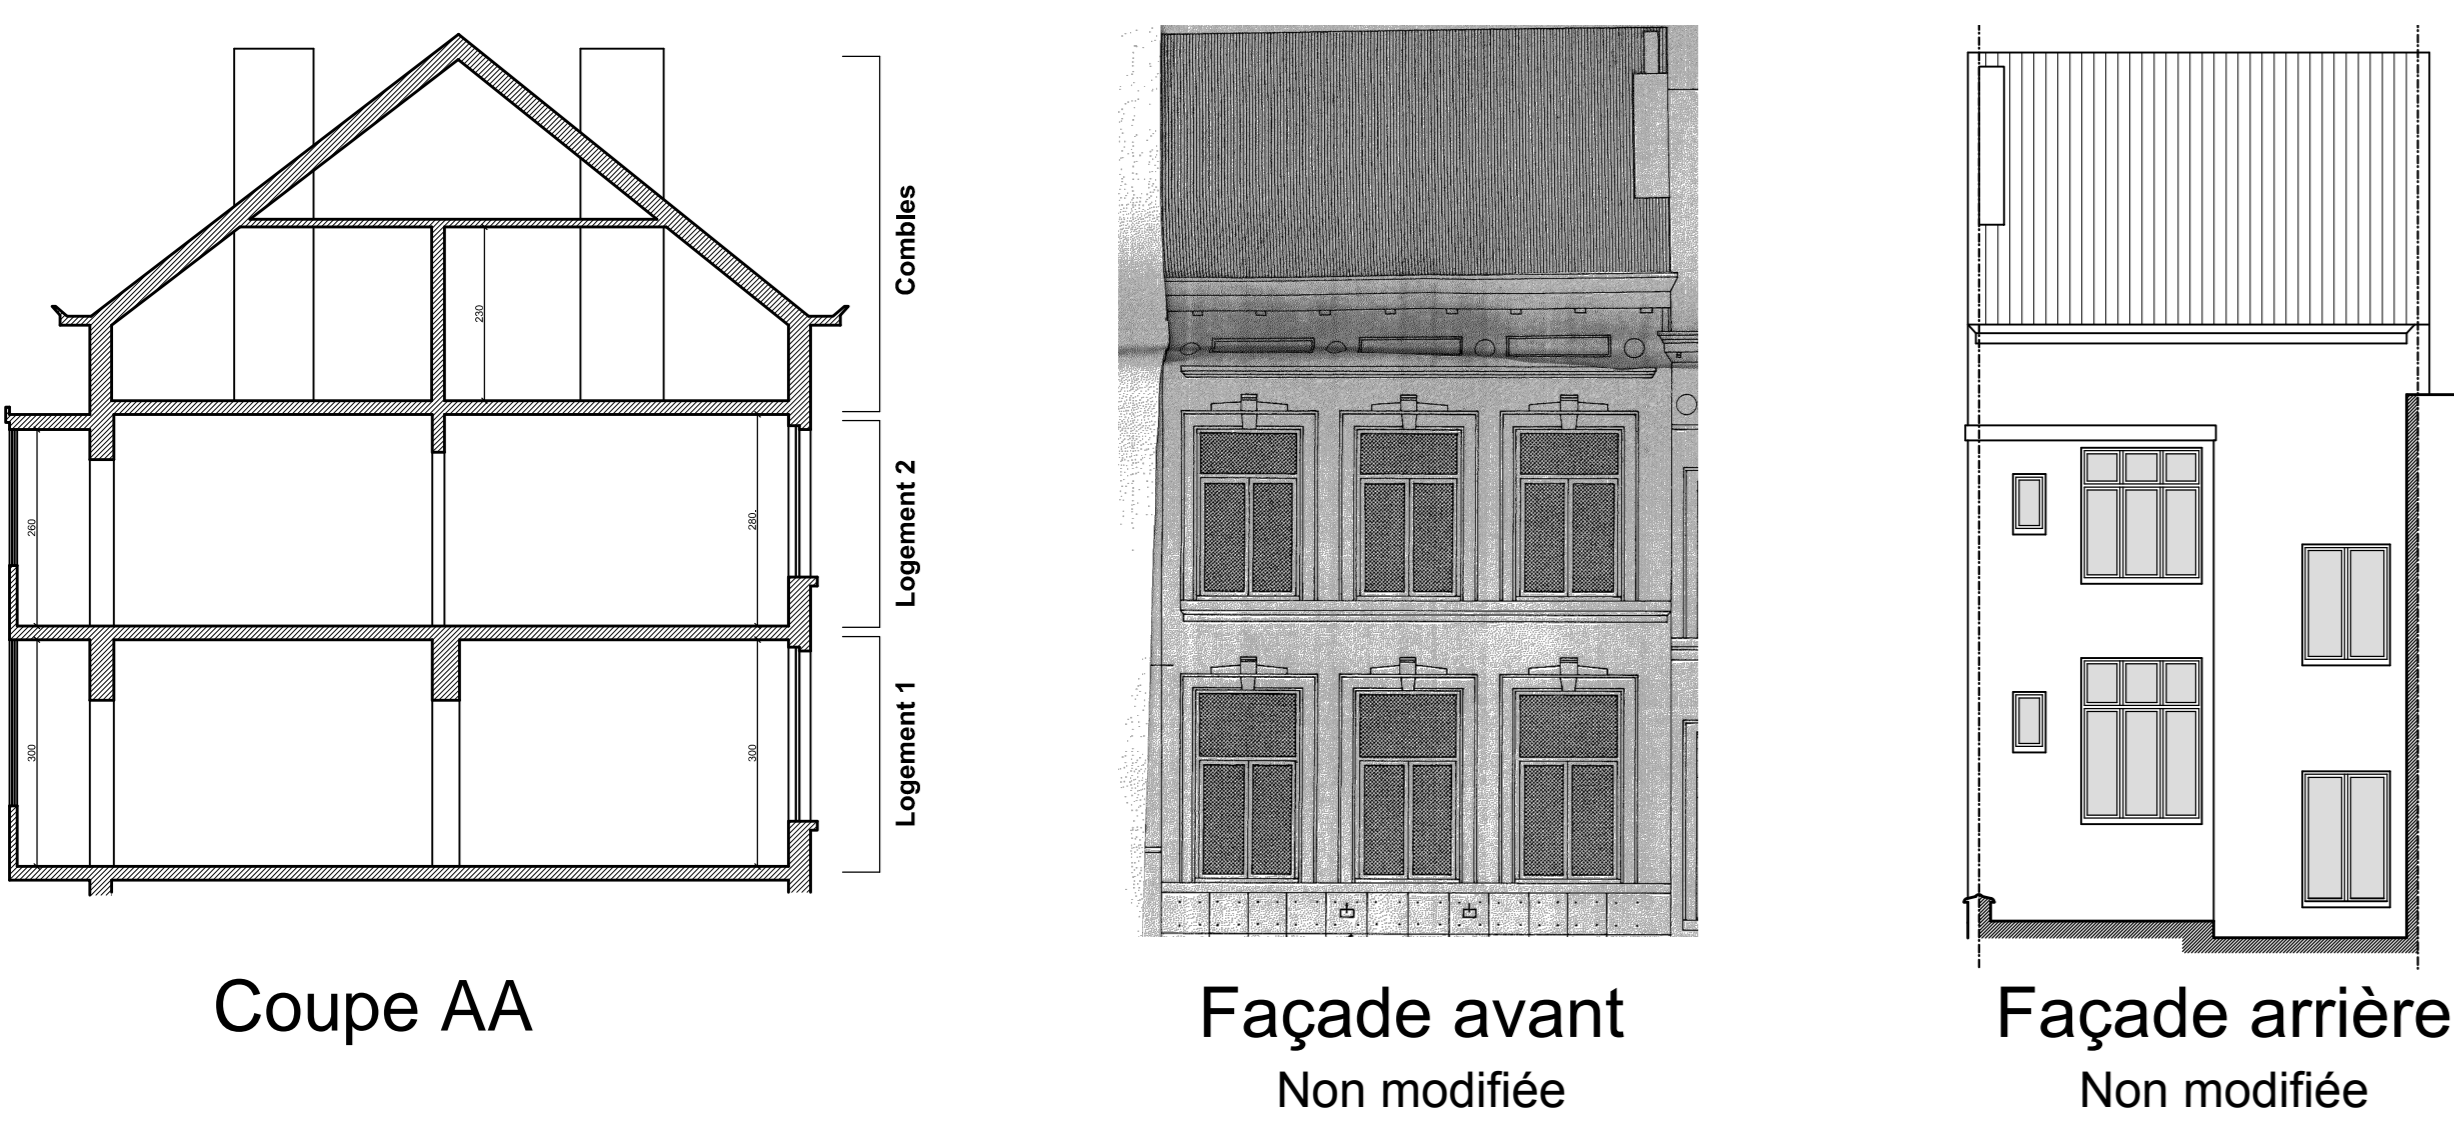 Combles
230
Logement 2
260
280
Logement 1
300
300
Coupe AA
Façade avant
Non modifiée
Façade arrière
Non modifiée